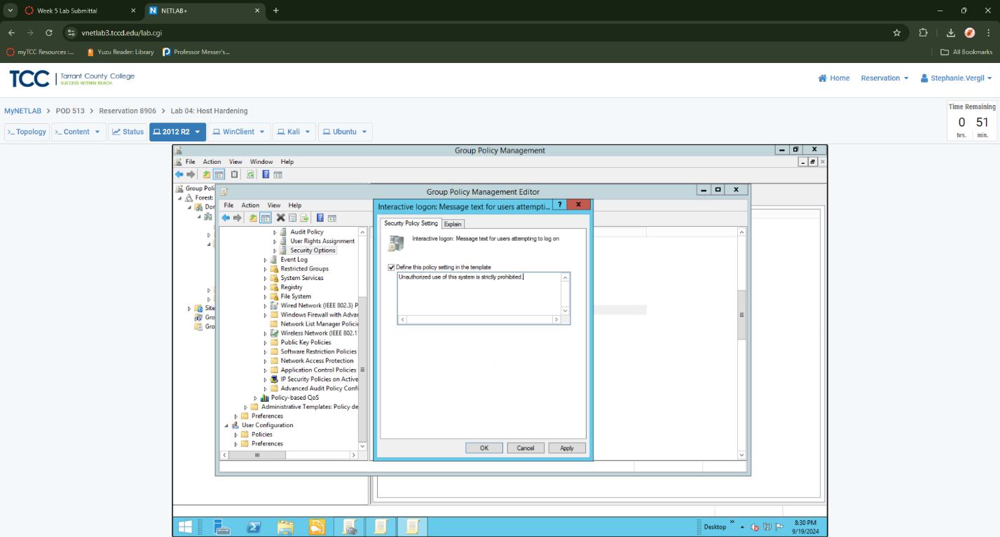 Week 5 Lab Submittal
NETLAB+
vnetlab3.tccd.edu/lab.cgi
myTCC Resources :...
Yuzu Reader: Library
Professor Messer's...
All Bookmarks
TCC
Tarrant County College
SUCCESS WITHIN REACH.
Home
Reservation
Stephanie.Vergil
MyNETLAB > POD 513 > Reservation 8906 > Lab 04: Host Hardening
Time Remaining
0 51
hrs. min.
>_ Topology
>_ Content
Status
2012 R2
WinClient
Kali
Ubuntu
Group Policy Management
File Action View Window Help
Group Poli
Forest:
Dor
Site
Gro
Gro
Group Policy Management Editor
File Action View Help
Audit Policy
User Rights Assignment
Security Options
Event Log
Restricted Groups
System Services
Registry
File System
Wired Network (IEEE 802.3) P
Windows Firewall with Advar
Network List Manager Policie
Wireless Network (IEEE 802.1
Public Key Policies
Software Restriction Policies
Network Access Protection
Application Control Policies
IP Security Policies on Active
Advanced Audit Policy Confi
Policy-based QoS
Administrative Templates: Policy de
Preferences
User Configuration
Policies
Preferences
Interactive logon: Message text for users attempti...
Security Policy Setting
Explain
Interactive logon: Message text for users attempting to log on
Define this policy setting in the template
Unauthorized use of this system is strictly prohibited.
OK
Cancel
Apply
Desktop
8:30 PM
9/19/2024